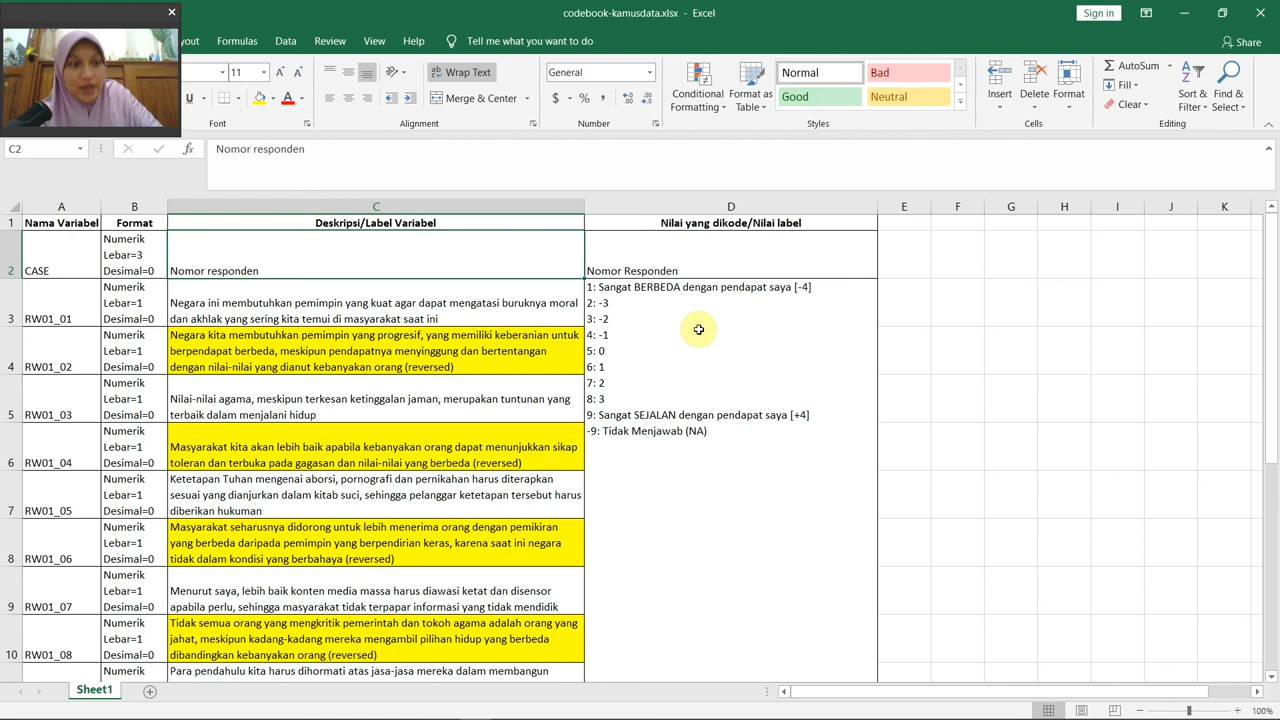 codebook-kamusdata.xlsx - Excel
Sign in
yout Formulas Data Review View Help Tell me what you want to do
Share
11 Wrap Text General Normal Bad AutoSum
Conditional Formatting Format as Table Good Neutral Insert Delete Format Fill Sort & Filter Find & Select
Merge & Center Clear
Font Alignment Number Styles Cells Editing
C2 Nomor responden
A B C D E F G H I J K
1 Nama Variabel Format Deskripsi/Label Variabel Nilai yang dikode/Nilai label
Numerik
Lebar=3
2 CASE Desimal=0 Nomor responden Nomor Responden
Numerik 1: Sangat BERBEDA dengan pendapat saya [-4]
Lebar=1 Negara ini membutuhkan pemimpin yang kuat agar dapat mengatasi buruknya moral 2: -3
3 RW01_01 Desimal=0 dan akhlak yang sering kita temui di masyarakat saat ini 3: -2
Numerik Negara kita membutuhkan pemimpin yang progresif, yang memiliki keberanian untuk 4: -1
Lebar=1 berpendapat berbeda, meskipun pendapatnya menyinggung dan bertentangan 5: 0
4 RW01_02 Desimal=0 dengan nilai-nilai yang dianut kebanyakan orang (reversed) 6: 1
Numerik 7: 2
Lebar=1 Nilai-nilai agama, meskipun terkesan ketinggalan jaman, merupakan tuntunan yang 8: 3
5 RW01_03 Desimal=0 terbaik dalam menjalani hidup 9: Sangat SEJALAN dengan pendapat saya [+4]
Numerik -9: Tidak Menjawab (NA)
Lebar=1 Masyarakat kita akan lebih baik apabila kebanyakan orang dapat menunjukkan sikap
6 RW01_04 Desimal=0 toleran dan terbuka pada gagasan dan nilai-nilai yang berbeda (reversed)
Numerik Ketetapan Tuhan mengenai aborsi, pornografi dan pernikahan harus diterapkan
Lebar=1 sesuai yang dianjurkan dalam kitab suci, sehingga pelanggar ketetapan tersebut harus
7 RW01_05 Desimal=0 diberikan hukuman
Numerik Masyarakat seharusnya didorong untuk lebih menerima orang dengan pemikiran
Lebar=1 yang berbeda daripada pemimpin yang berpendirian keras, karena saat ini negara
8 RW01_06 Desimal=0 tidak dalam kondisi yang berbahaya (reversed)
Numerik
Lebar=1 Menurut saya, lebih baik konten media massa harus diawasi ketat dan disensor
9 RW01_07 Desimal=0 apabila perlu, sehingga masyarakat tidak terpapar informasi yang tidak mendidik
Numerik Tidak semua orang yang mengkritik pemerintah dan tokoh agama adalah orang yang
Lebar=1 jahat, meskipun kadang-kadang mereka mengambil pilihan hidup yang berbeda
10 RW01_08 Desimal=0 dibandingkan kebanyakan orang (reversed)
Numerik Para pendahulu kita harus dihormati atas jasa-jasa mereka dalam membangun
Sheet1
100%